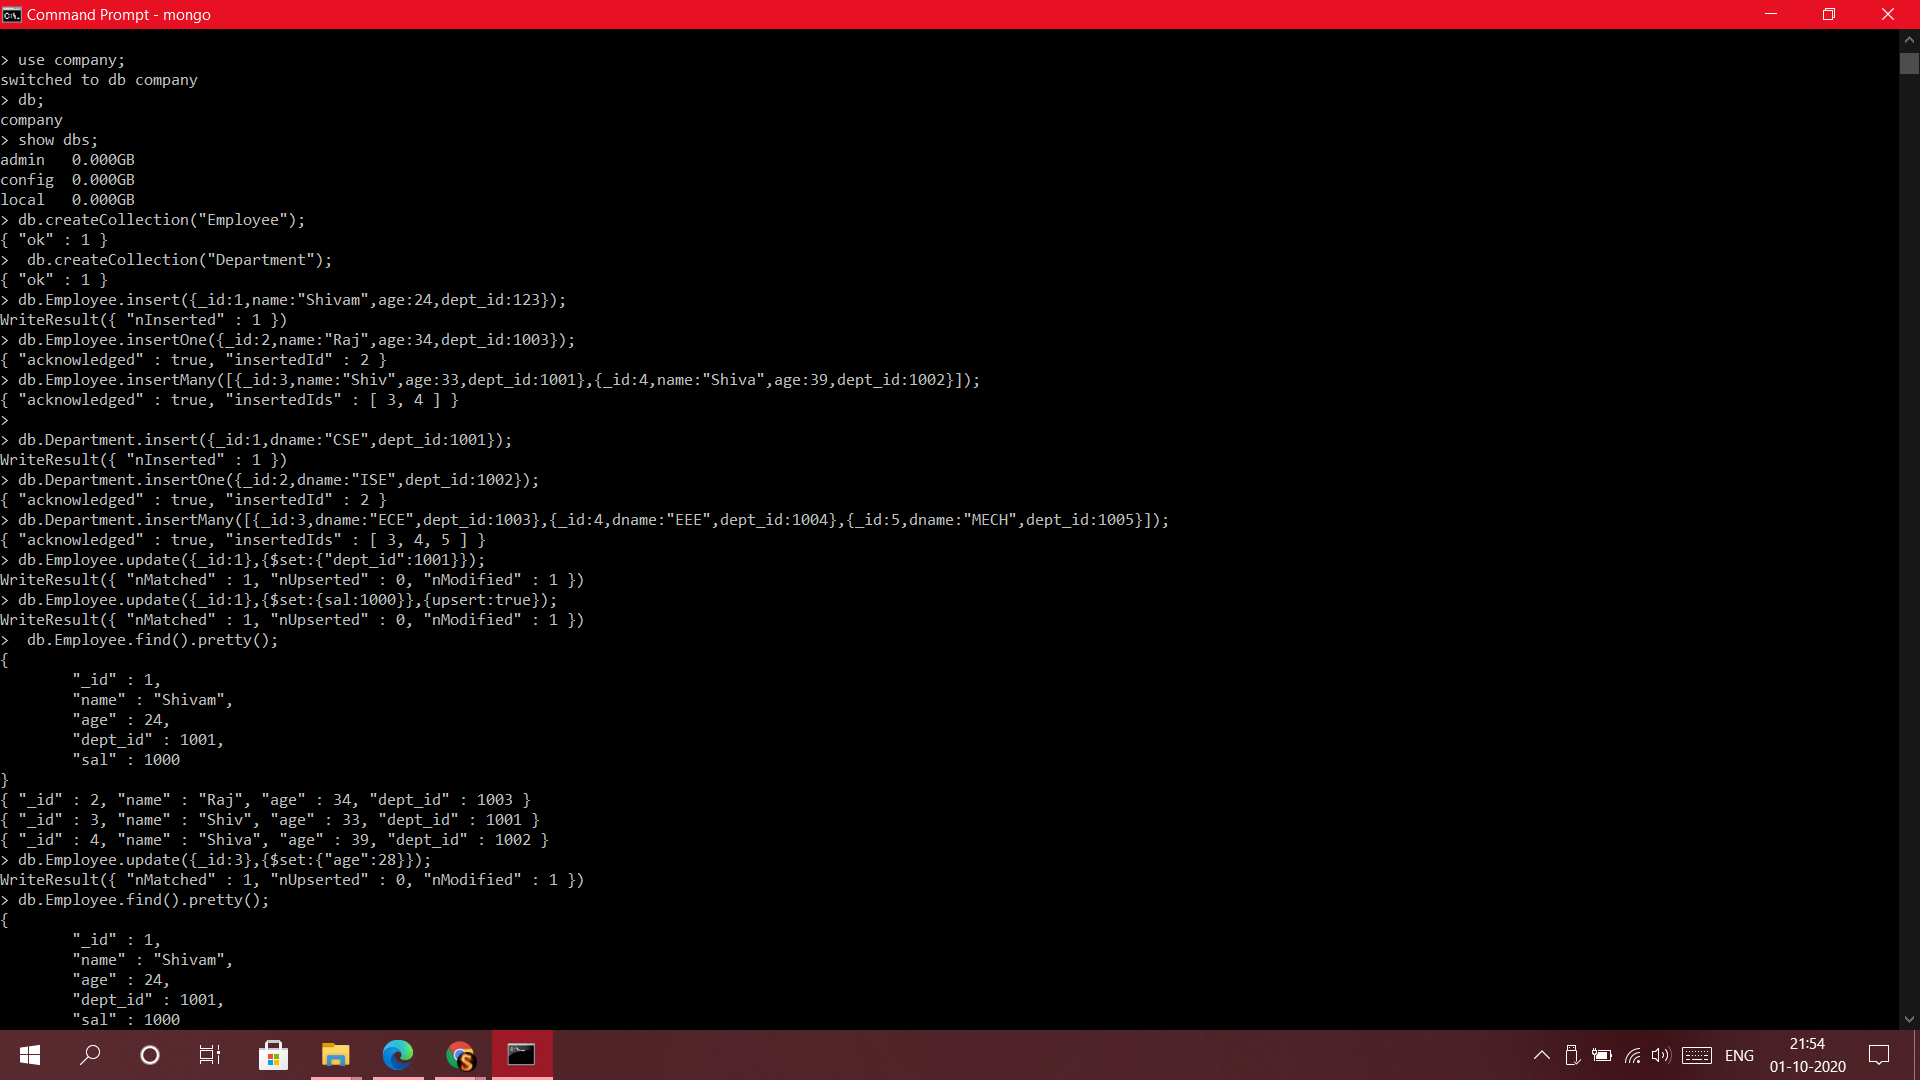 Command Prompt - mongo
> use company;
switched to db company
> db;
company
> show dbs;
admin   0.000GB
config  0.000GB
local   0.000GB
> db.createCollection("Employee");
{ "ok" : 1 }
>  db.createCollection("Department");
{ "ok" : 1 }
> db.Employee.insert({_id:1,name:"Shivam",age:24,dept_id:123});
WriteResult({ "nInserted" : 1 })
> db.Employee.insertOne({_id:2,name:"Raj",age:34,dept_id:1003});
{ "acknowledged" : true, "insertedId" : 2 }
> db.Employee.insertMany([{_id:3,name:"Shiv",age:33,dept_id:1001},{_id:4,name:"Shiva",age:39,dept_id:1002}]);
{ "acknowledged" : true, "insertedIds" : [ 3, 4 ] }
>
> db.Department.insert({_id:1,dname:"CSE",dept_id:1001});
WriteResult({ "nInserted" : 1 })
> db.Department.insertOne({_id:2,dname:"ISE",dept_id:1002});
{ "acknowledged" : true, "insertedId" : 2 }
> db.Department.insertMany([{_id:3,dname:"ECE",dept_id:1003},{_id:4,dname:"EEE",dept_id:1004},{_id:5,dname:"MECH",dept_id:1005}]);
{ "acknowledged" : true, "insertedIds" : [ 3, 4, 5 ] }
> db.Employee.update({_id:1},{$set:{"dept_id":1001}});
WriteResult({ "nMatched" : 1, "nUpserted" : 0, "nModified" : 1 })
> db.Employee.update({_id:1},{$set:{sal:1000}},{upsert:true});
WriteResult({ "nMatched" : 1, "nUpserted" : 0, "nModified" : 1 })
>  db.Employee.find().pretty();
{
        "_id" : 1,
        "name" : "Shivam",
        "age" : 24,
        "dept_id" : 1001,
        "sal" : 1000
}
{ "_id" : 2, "name" : "Raj", "age" : 34, "dept_id" : 1003 }
{ "_id" : 3, "name" : "Shiv", "age" : 33, "dept_id" : 1001 }
{ "_id" : 4, "name" : "Shiva", "age" : 39, "dept_id" : 1002 }
> db.Employee.update({_id:3},{$set:{"age":28}});
WriteResult({ "nMatched" : 1, "nUpserted" : 0, "nModified" : 1 })
> db.Employee.find().pretty();
{
        "_id" : 1,
        "name" : "Shivam",
        "age" : 24,
        "dept_id" : 1001,
        "sal" : 1000
ENG
21:54
01-10-2020